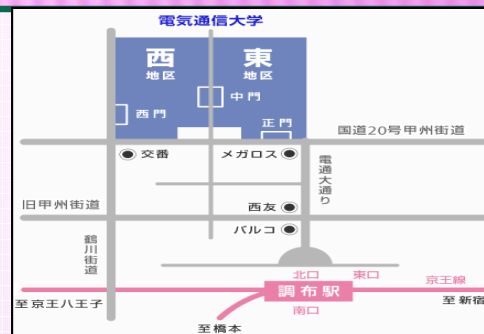 電気通信大学
西
地区
東
地区
中門
西門
正門
国道20号甲州街道
交番
メガロス
電通大通り
旧甲州街道
西友
パルコ
鶴川街道
北口
東口
京王線
調布駅
至京王八王子
南口
至新宿
至橋本